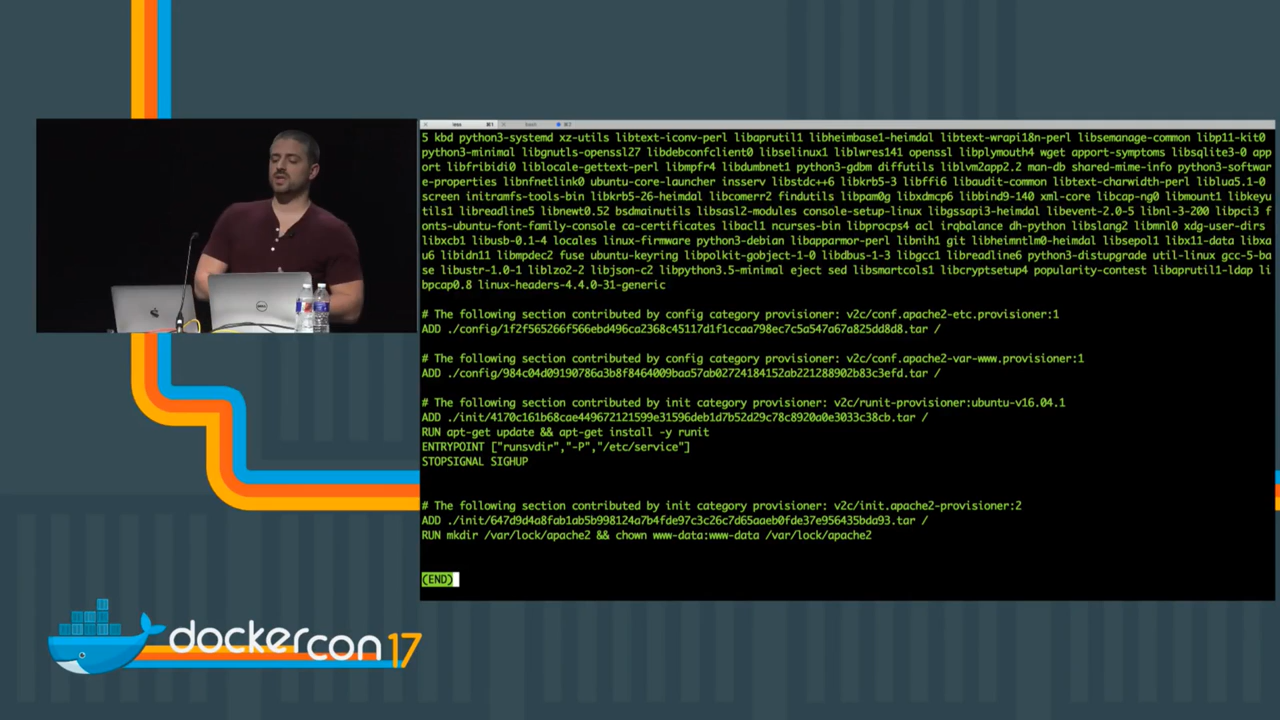 5 kbd python3-systemd xz-utils libtext-iconv-perl libaprutil1 libheimbase1-heimdal libtext-wrapi18n-perl libsemanage-common libp11-kit0
python3-minimal libgnutls-openssl27 libdebconfclient0 libselinux1 liblwres141 openssl libplymouth4 wget apport-symptoms libsqlite3-0 app
ort libfribidi0 liblocale-gettext-perl libmpfr4 libdumbnet1 python3-gdbm diffutils liblvm2app2.2 man-db shared-mime-info python3-softwar
e-properties libnfnetlink0 ubuntu-core-launcher insserv libstdc++6 libkrb5-3 libffi6 libaudit-common libtext-charwidth-perl liblua5.1-0
screen initramfs-tools-bin libkrb5-26-heimdal libcomerr2 findutils libpam0g libxdmcp6 libbind9-140 xml-core libcap-ng0 libmount1 libkeyu
tils1 libreadline5 libnewt0.52 bsdmainutils libsasl2-modules console-setup-linux libgssapi3-heimdal libevent-2.0-5 libnl-3-200 libpci3 f
onts-ubuntu-font-family-console ca-certificates libacl1 ncurses-bin libprocps4 acl irqbalance dh-python libslang2 libmnl0 xdg-user-dirs
libxcb1 libusb-0.1-4 locales linux-firmware python3-debian libapparmor-perl libnih1 git libheimntlm0-heimdal libsepol1 libx11-data libxa
u6 libidn11 libmpdec2 fuse ubuntu-keyring libpolkit-gobject-1-0 libdbus-1-3 libgcc1 libreadline6 python3-distupgrade util-linux gcc-5-ba
se libustr-1.0-1 liblzo2-2 libjson-c2 libpython3.5-minimal eject sed libsmartcols1 libcryptsetup4 popularity-contest libaprutil1-ldap li
bpcap0.8 linux-headers-4.4.0-31-generic
# The following section contributed by config category provisioner: v2c/conf.apache2-etc.provisioner:1
ADD ./config/1f2f565266f566ebd496ca2368c45117d1f1ccaa798ec7c5a547a67a825dd8d8.tar /
# The following section contributed by config category provisioner: v2c/conf.apache2-var-www.provisioner:1
ADD ./config/984c04d09190786a3b8f8464009baa57ab02724184152ab221288902b83c3efd.tar /
# The following section contributed by init category provisioner: v2c/runit-provisioner:ubuntu-v16.04.1
ADD ./init/4170c161b68cae449672121599e31596deb1d7b52d29c78c8920a0e3033c38cb.tar /
RUN apt-get update && apt-get install -y runit
ENTRYPOINT ["runsvdir","-P","/etc/service"]
STOPSIGNAL SIGHUP
# The following section contributed by init category provisioner: v2c/init.apache2-provisioner:2
ADD ./init/647d9d4a8fab1ab5b998124a7b4fde97c3c26c7d65aaeb0fde37e956435bda93.tar /
RUN mkdir /var/lock/apache2 && chown www-data:www-data /var/lock/apache2
(END)
dockercon 17